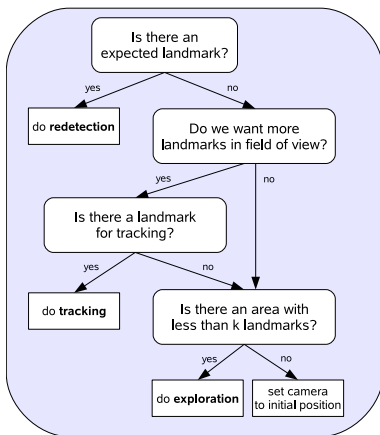 Is there an
expected landmark?
yes
no
do redetection
Do we want more
landmarks in field of view?
yes
no
Is there a landmark
for tracking?
yes
no
do tracking
Is there an area with
less than k landmarks?
yes
no
do exploration
set camera
to initial position